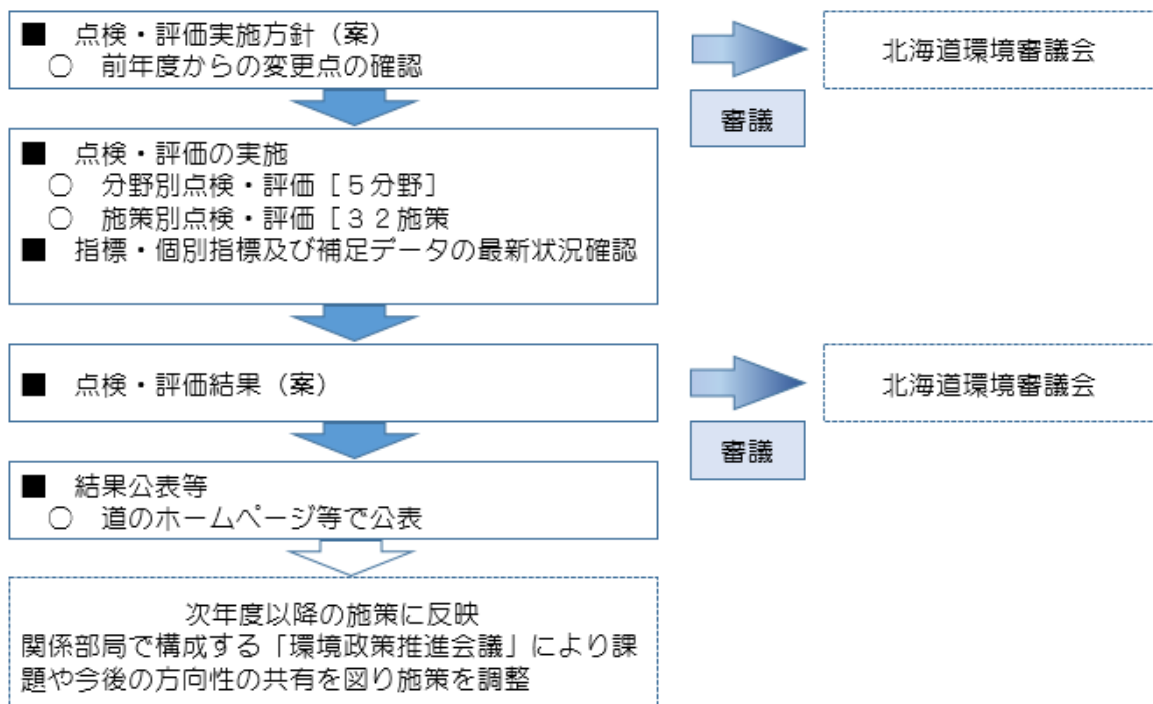 ■　点検・評価実施方針（案）
○　前年度からの変更点の確認
北海道環境審議会
審議
■　点検・評価の実施
○　分野別点検・評価［５分野］
○　施策別点検・評価［３２施策
■　指標・個別指標及び補足データの最新状況確認
■　点検・評価結果（案）
北海道環境審議会
審議
■　結果公表等
○　道のホームページ等で公表
次年度以降の施策に反映
関係部局で構成する「環境政策推進会議」により課
題や今後の方向性の共有を図り施策を調整